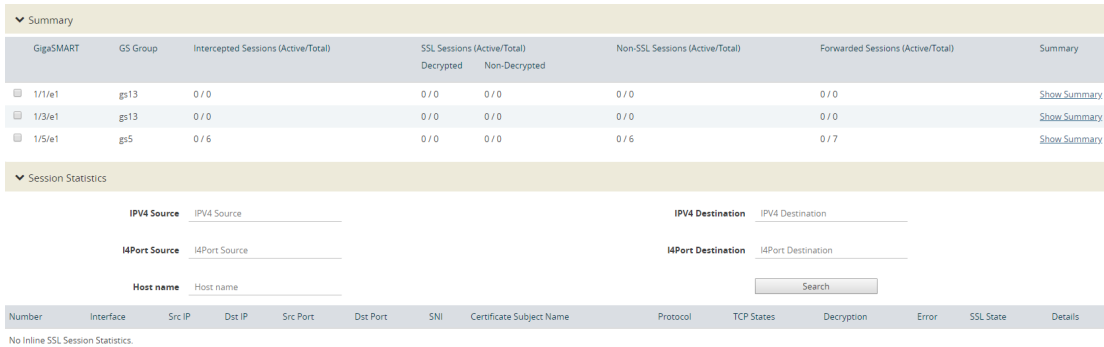 Summary
GigaSMART GS Group Intercepted Sessions (Active/Total) SSL Sessions (Active/Total) Non-SSL Sessions (Active/Total) Forwarded Sessions (Active/Total) Summary
Decrypted Non-Decrypted
1/1/e1 gs13 0 / 0 0 / 0 0 / 0 0 / 0 0 / 0 Show Summary
1/3/e1 gs13 0 / 0 0 / 0 0 / 0 0 / 0 0 / 0 Show Summary
1/5/e1 gs5 0 / 6 0 / 0 0 / 0 0 / 6 0 / 7 Show Summary
Session Statistics
IPV4 Source IPV4 Source IPV4 Destination IPV4 Destination
l4Port Source l4Port Source l4Port Destination l4Port Destination
Host name Host name Search
Number Interface Src IP Dst IP Src Port Dst Port SNI Certificate Subject Name Protocol TCP States Decryption Error SSL State Details
No Inline SSL Session Statistics.